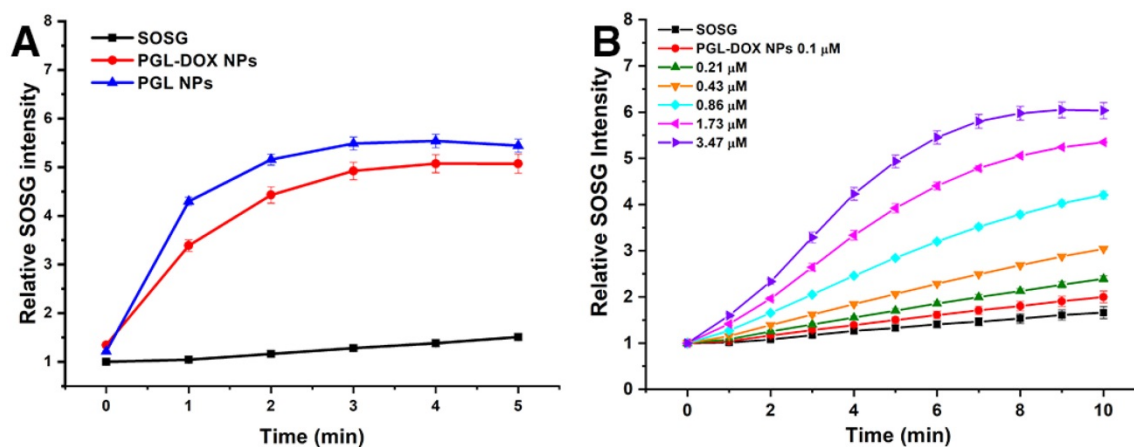 A
8
7
6
5
4
3
2
1
Relative SOSG intensity
SOSG
PGL-DOX NPs
PGL NPs
0 1 2 3 4 5
Time (min)
B
8
7
6
5
4
3
2
1
0
Relative SOSG Intensity
SOSG
PGL-DOX NPs 0.1 μM
0.21 μM
0.43 μM
0.86 μM
1.73 μM
3.47 μM
0 2 4 6 8 10
Time (min)